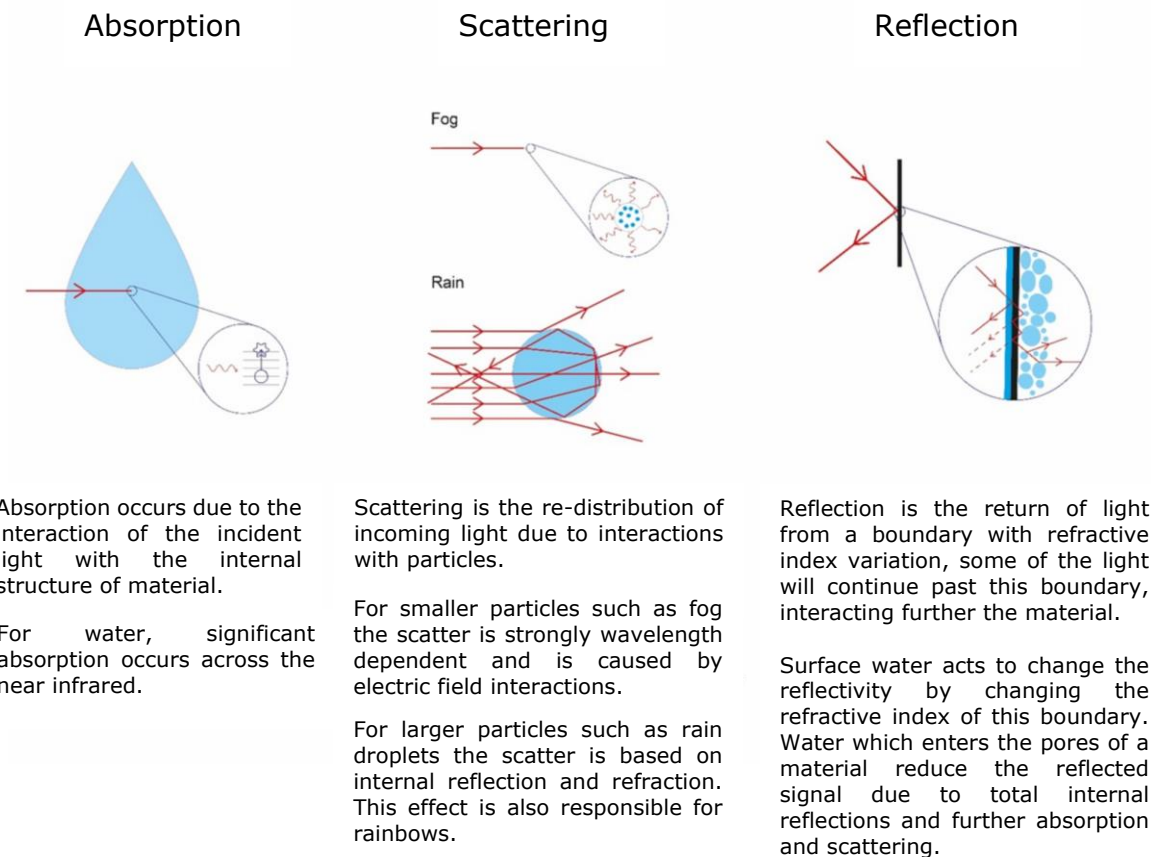 Absorption
Scattering
Reflection
Fog
Rain
Absorption occurs due to the
interaction of the incident
light with the internal
structure of material.
For water, significant
absorption occurs across the
near infrared.
Scattering is the re-distribution of
incoming light due to interactions
with particles.
For smaller particles such as fog
the scatter is strongly wavelength
dependent and is caused by
electric field interactions.
For larger particles such as rain
droplets the scatter is based on
internal reflection and refraction.
This effect is also responsible for
rainbows.
Reflection is the return of light
from a boundary with refractive
index variation, some of the light
will continue past this boundary,
interacting further the material.
Surface water acts to change the
reflectivity by changing the
refractive index of this boundary.
Water which enters the pores of a
material reduce the reflected
signal due to total internal
reflections and further absorption
and scattering.